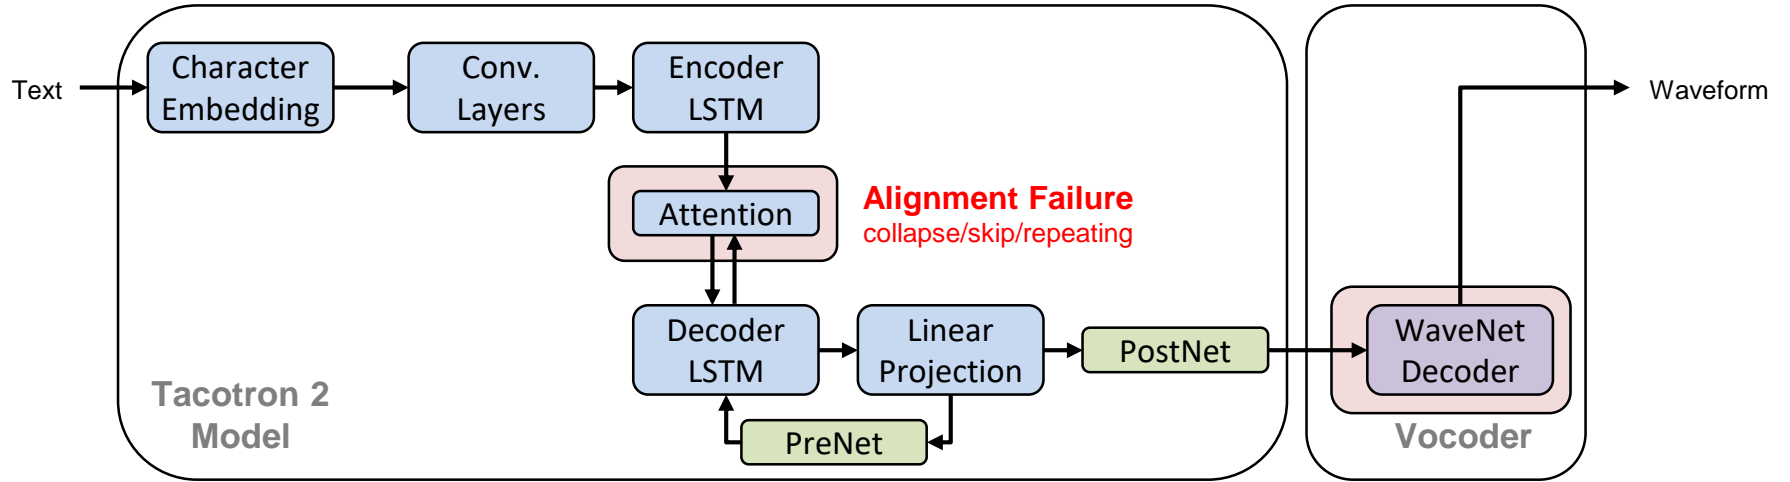 Text
Character
Embedding
Conv.
Layers
Encoder
LSTM
Waveform
Attention
Alignment Failure
collapse/skip/repeating
Decoder
LSTM
Linear
Projection
PostNet
WaveNet
Decoder
PreNet
Tacotron 2
Model
Vocoder